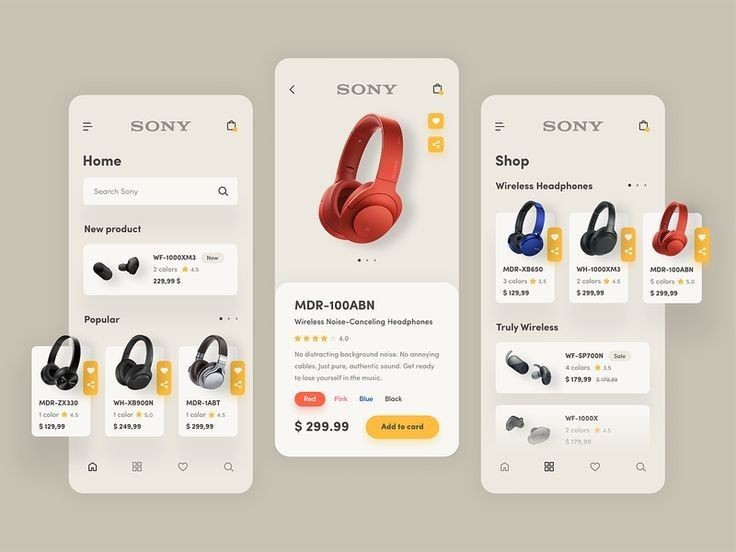 SONY
Home
Search Sony
New product
WF-1000XM3 New
2 colors 4.5
229,99 $
Popular
MDR-ZX330
1 color 4.5
$ 229,99
WH-XB900N
1 color 5.0
$ 249,99
MDR-1ABT
1 color 4.5
$ 299,99
SONY
MDR-100ABN
Wireless Noise-Canceling Headphones
4.0
No distracting background noise. No annoying
cables. Just pure, authentic sound. Get ready
to lose yourself in the music.
Red Pink Blue Black
$ 299.99 Add to card
SONY
Shop
Wireless Headphones
MDR-XB650
3 colors 3.5
$ 129,99
WH-1000XM3
2 colors 4.5
$ 299,99
MDR-100ABN
5 colors 5.0
$ 299,99
Truly Wireless
WF-SP700N Sale
4 colors 3.5
$ 179,99 $ 179,99
WF-1000X
2 colors 3.5
$ 179,99